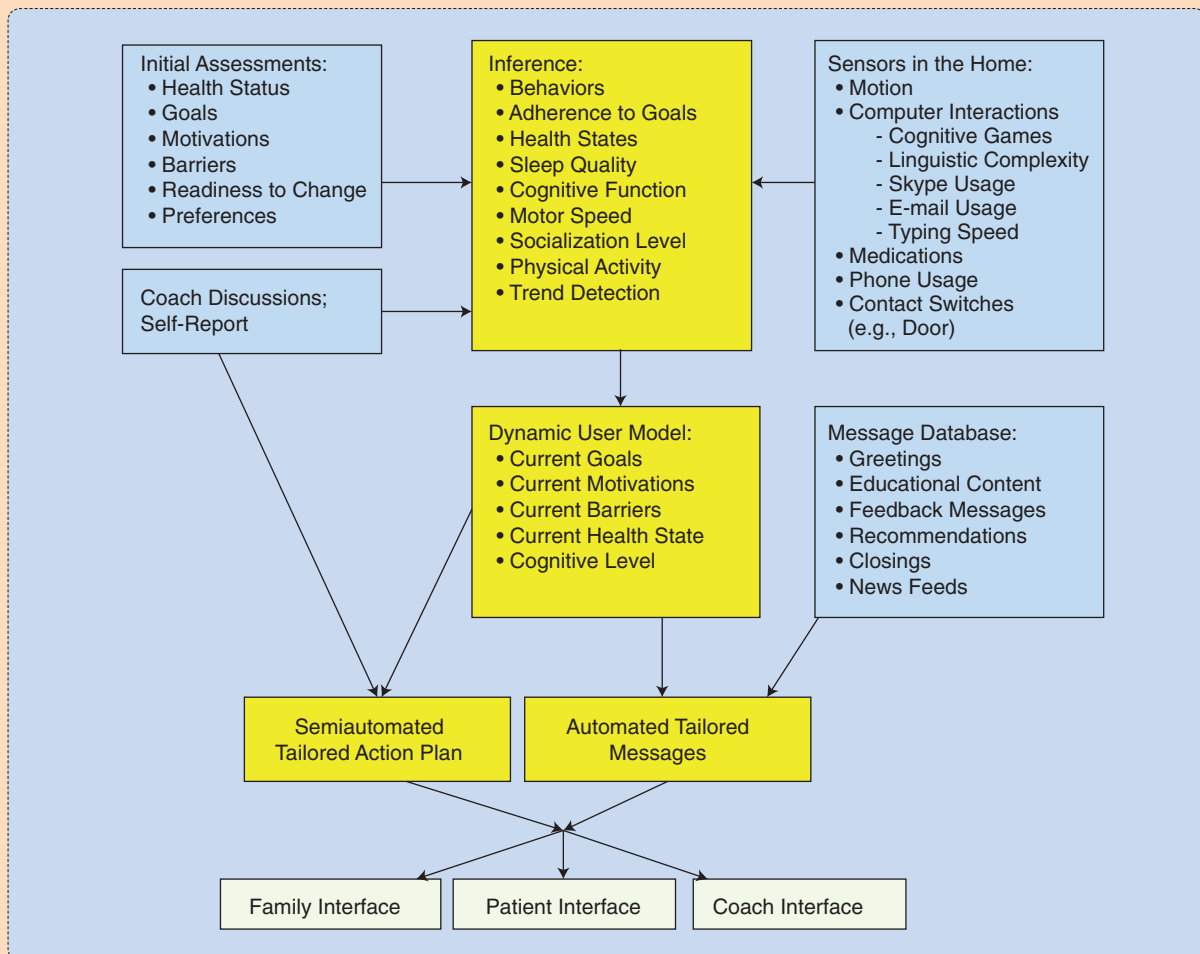 Initial Assessments:
• Health Status
• Goals
• Motivations
• Barriers
• Readiness to Change
• Preferences
Coach Discussions;
Self-Report
Inference:
• Behaviors
• Adherence to Goals
• Health States
• Sleep Quality
• Cognitive Function
• Motor Speed
• Socialization Level
• Physical Activity
• Trend Detection
Sensors in the Home:
• Motion
• Computer Interactions
- Cognitive Games
- Linguistic Complexity
- Skype Usage
- E-mail Usage
- Typing Speed
• Medications
• Phone Usage
• Contact Switches
(e.g., Door)
Dynamic User Model:
• Current Goals
• Current Motivations
• Current Barriers
• Current Health State
• Cognitive Level
Message Database:
• Greetings
• Educational Content
• Feedback Messages
• Recommendations
• Closings
• News Feeds
Semiautomated
Tailored Action Plan
Automated Tailored
Messages
Family Interface
Patient Interface
Coach Interface